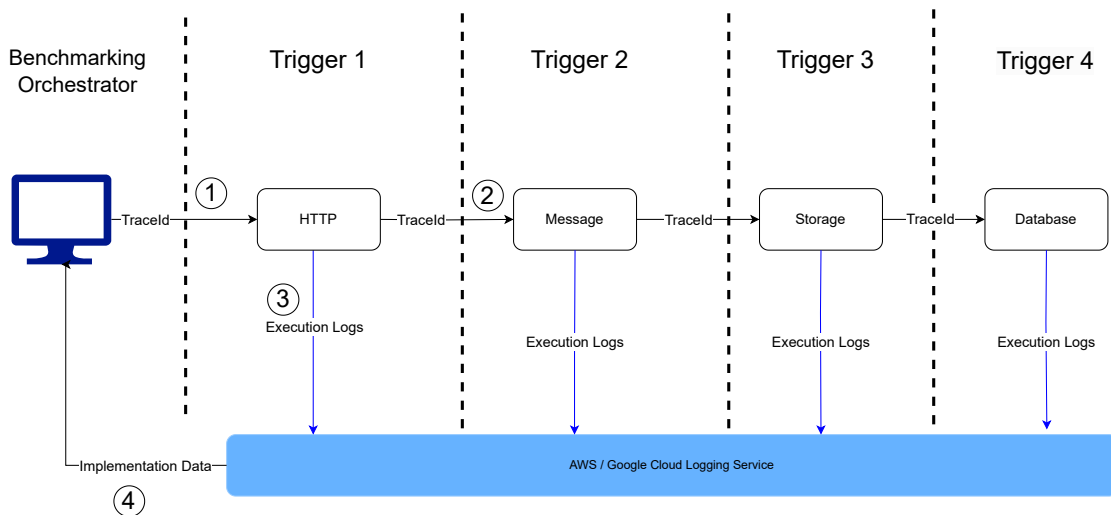 Benchmarking
Orchestrator
Trigger 1
Trigger 2
Trigger 3
Trigger 4
1
2
TraceId
HTTP
TraceId
Message
TraceId
Storage
TraceId
Database
3
Execution Logs
Execution Logs
Execution Logs
Execution Logs
Implementation Data
AWS / Google Cloud Logging Service
4